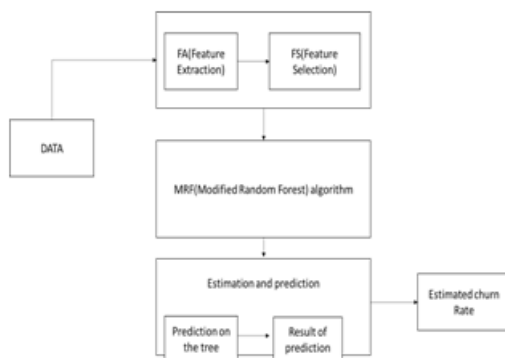 FA(Feature
Extraction)
FS(Feature
Selection)
DATA
MRF(Modified Random Forest) algorithm
Estimation and prediction
Prediction on
the tree
Result of
prediction
Estimated churn
Rate